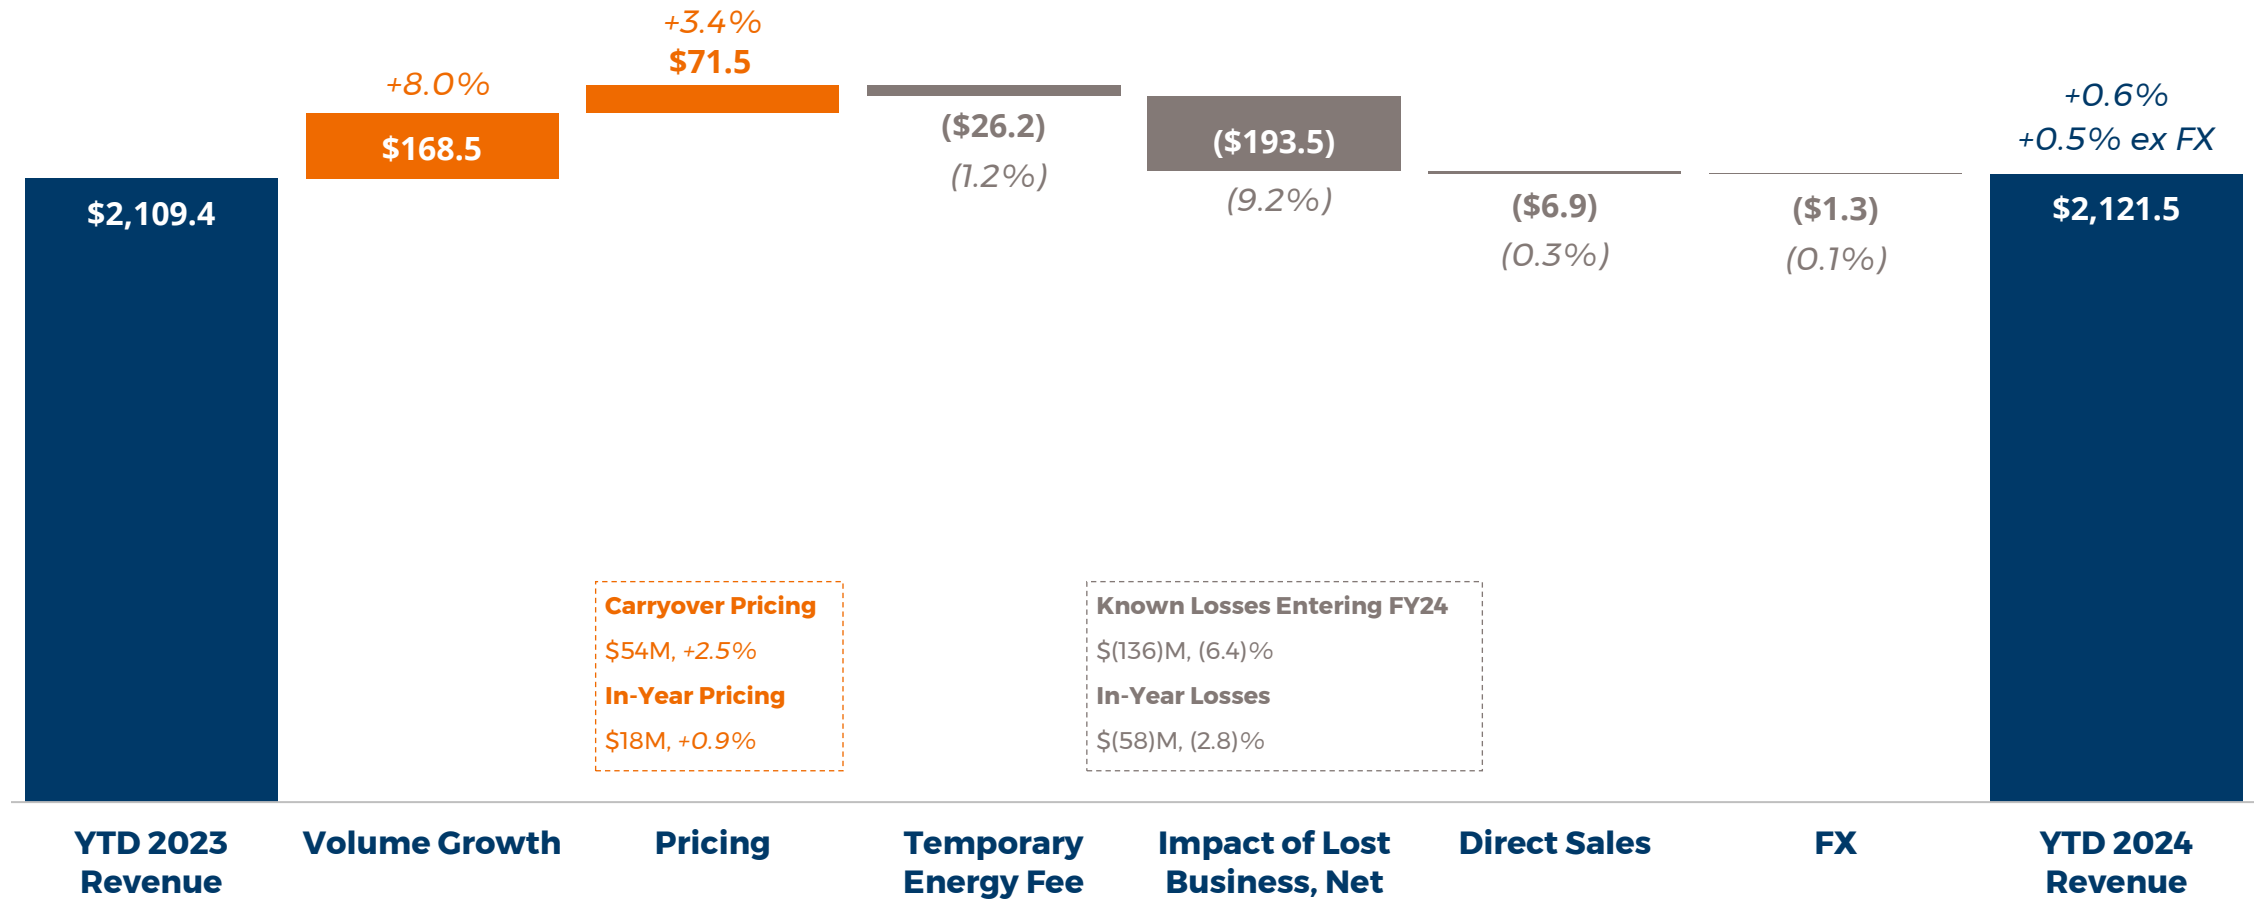 +3.4%
$71.5
+8.0%
$168.5
($26.2)
(1.2%)
($193.5)
(9.2%)
($6.9)
(0.3%)
($1.3)
(0.1%)
+0.6%
+0.5% ex FX
$2,109.4
$2,121.5
Carryover Pricing
$54M, +2.5%
In-Year Pricing
$18M, +0.9%
Known Losses Entering FY24
$(136)M, (6.4)%
In-Year Losses
$(58)M, (2.8)%
YTD 2023
Revenue
Volume Growth
Pricing
Temporary
Energy Fee
Impact of Lost
Business, Net
Direct Sales
FX
YTD 2024
Revenue